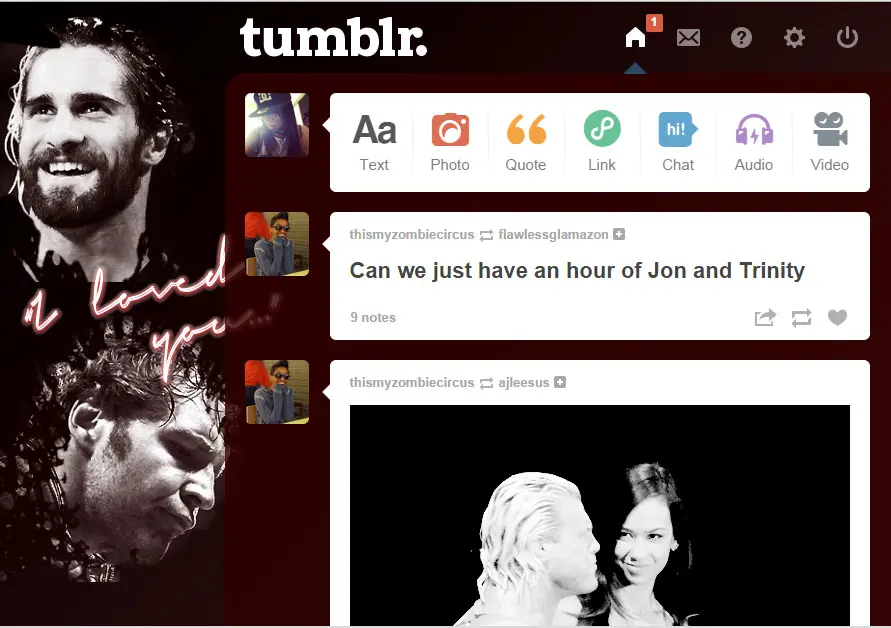 tumblr.
1
Aa
hi!
Text
Photo
Quote
Link
Chat
Audio
Video
thismyzombiecircus flawlessglamazon
Can we just have an hour of Jon and Trinity
9 notes
"I loved
you..."
thismyzombiecircus ajleesus